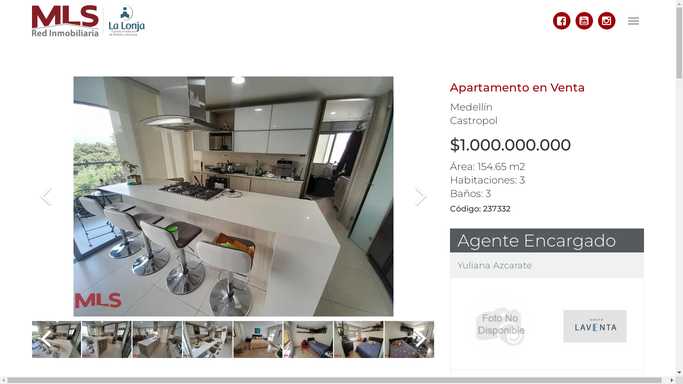 MLS
Red Inmobiliaria
La Lonja
Apartamento en Venta
Medellín
Castropol
$1.000.000.000
Área: 154.65 m2
Habitaciones: 3
Baños: 3
Código: 237332
MLS
Agente Encargado
Yuliana Azcarate
Foto No
Disponible
LAVENTA